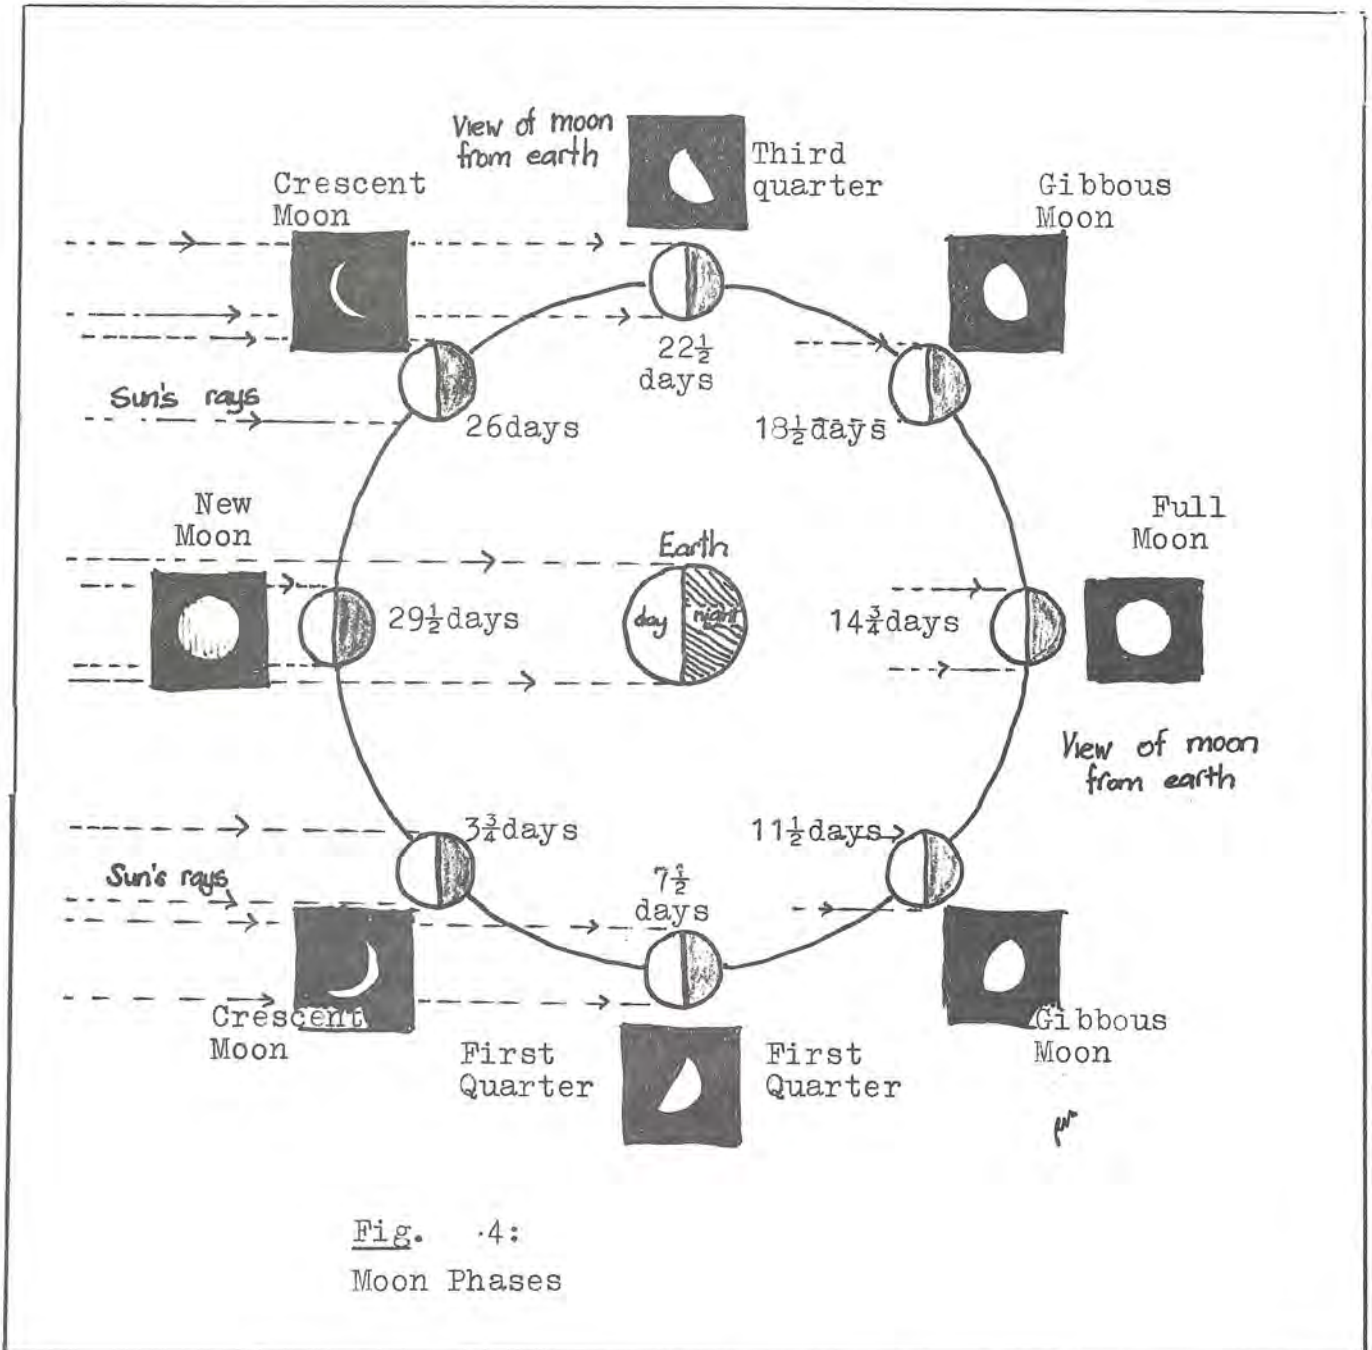 View of moon
from earth
Third
quarter
Crescent
Moon
Gibbous
Moon
22½
days
Sun's rays
26days
18½days
New
Moon
Full
Moon
Earth
day
night
29½days
14¾days
View of moon
from earth
3¾days
11½days
Sun's rays
7½
days
Crescent
Moon
Gibbous
Moon
First
Quarter
First
Quarter
Fig. 4:
Moon Phases